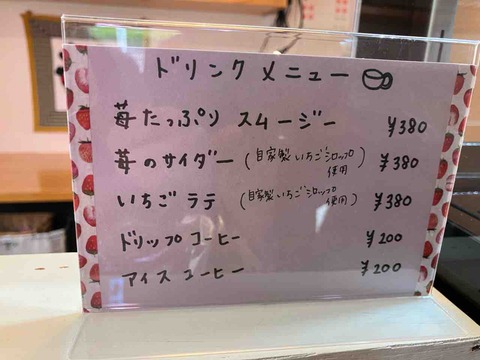 ドリンクメニュー
苺たっぷり スムージー ¥380
苺のサイダー (自家製いちごシロップ使用) ¥380
いちごラテ (自家製いちごシロップ使用) ¥380
ドリップコーヒー ¥200
アイスコーヒー ¥200